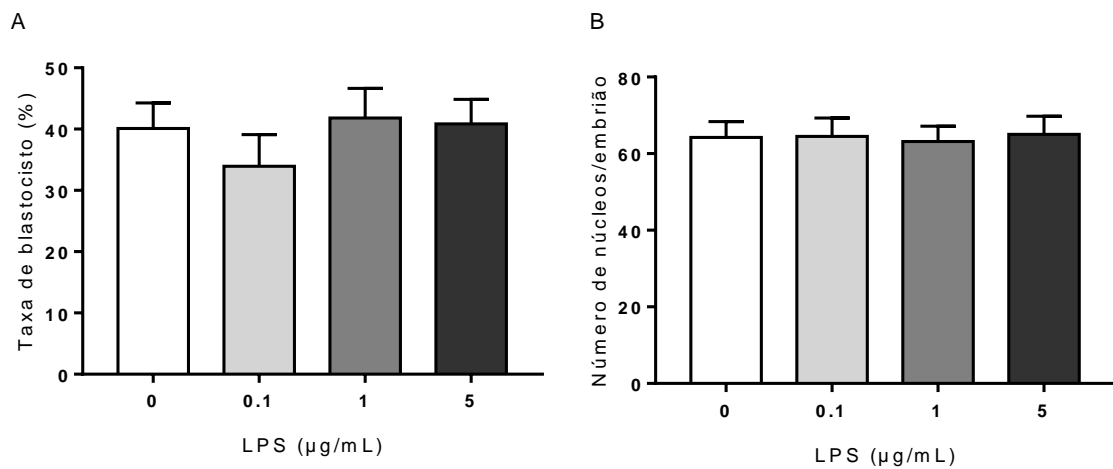 A
Taxa de blastocisto (%)
50
40
30
20
10
0
0 0.1 1 5
LPS (µg/mL)
B
Número de núcleos/embrião
80
60
40
20
0
0 0.1 1 5
LPS (µg/mL)